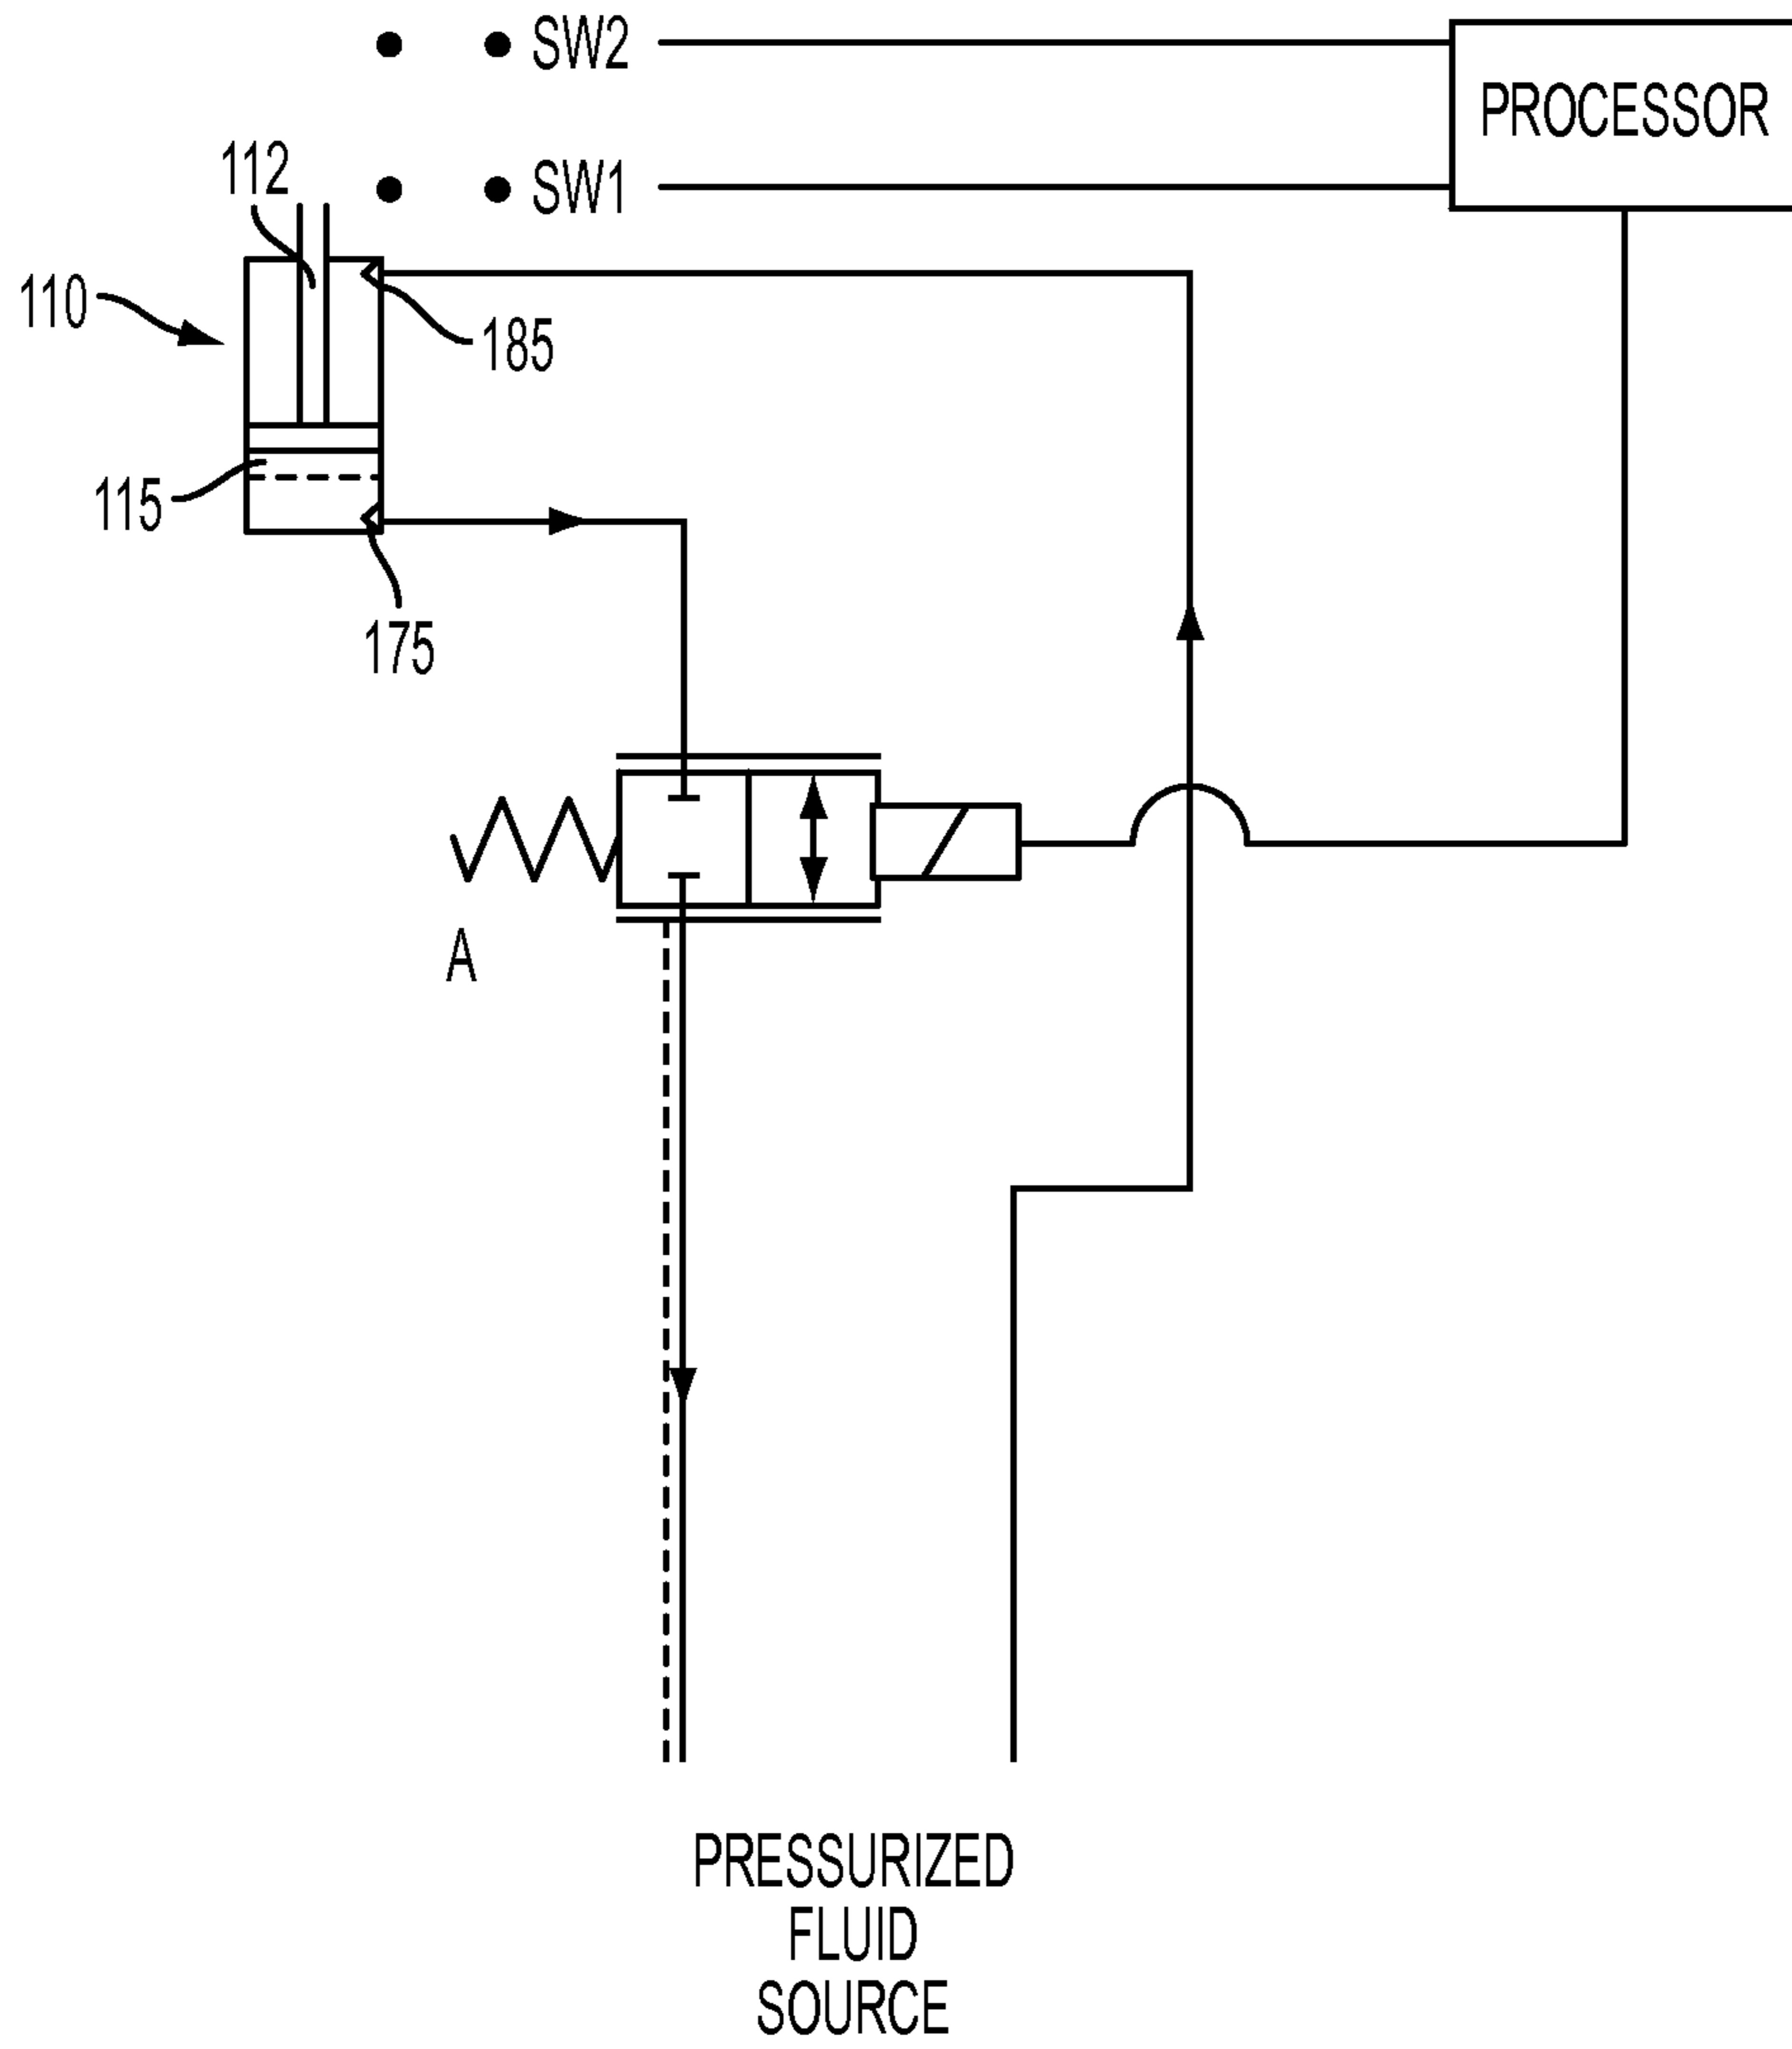 SW2
PROCESSOR
112
SW1
110
185
115
175
A
PRESSURIZED
FLUID
SOURCE